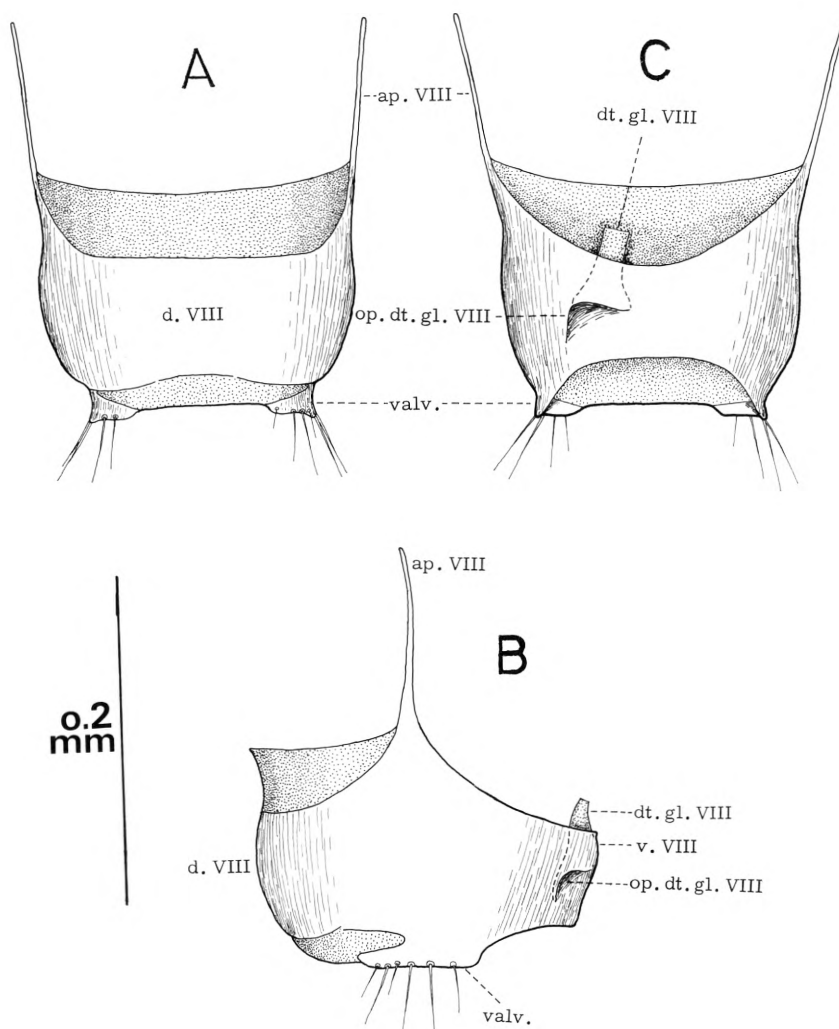 A
C
ap. VIII
dt. gl. VIII
d. VIII
op. dt. gl. VIII
valv.
ap. VIII
B
o.2
mm
dt. gl. VIII
v. VIII
d. VIII
op. dt. gl. VIII
valv.